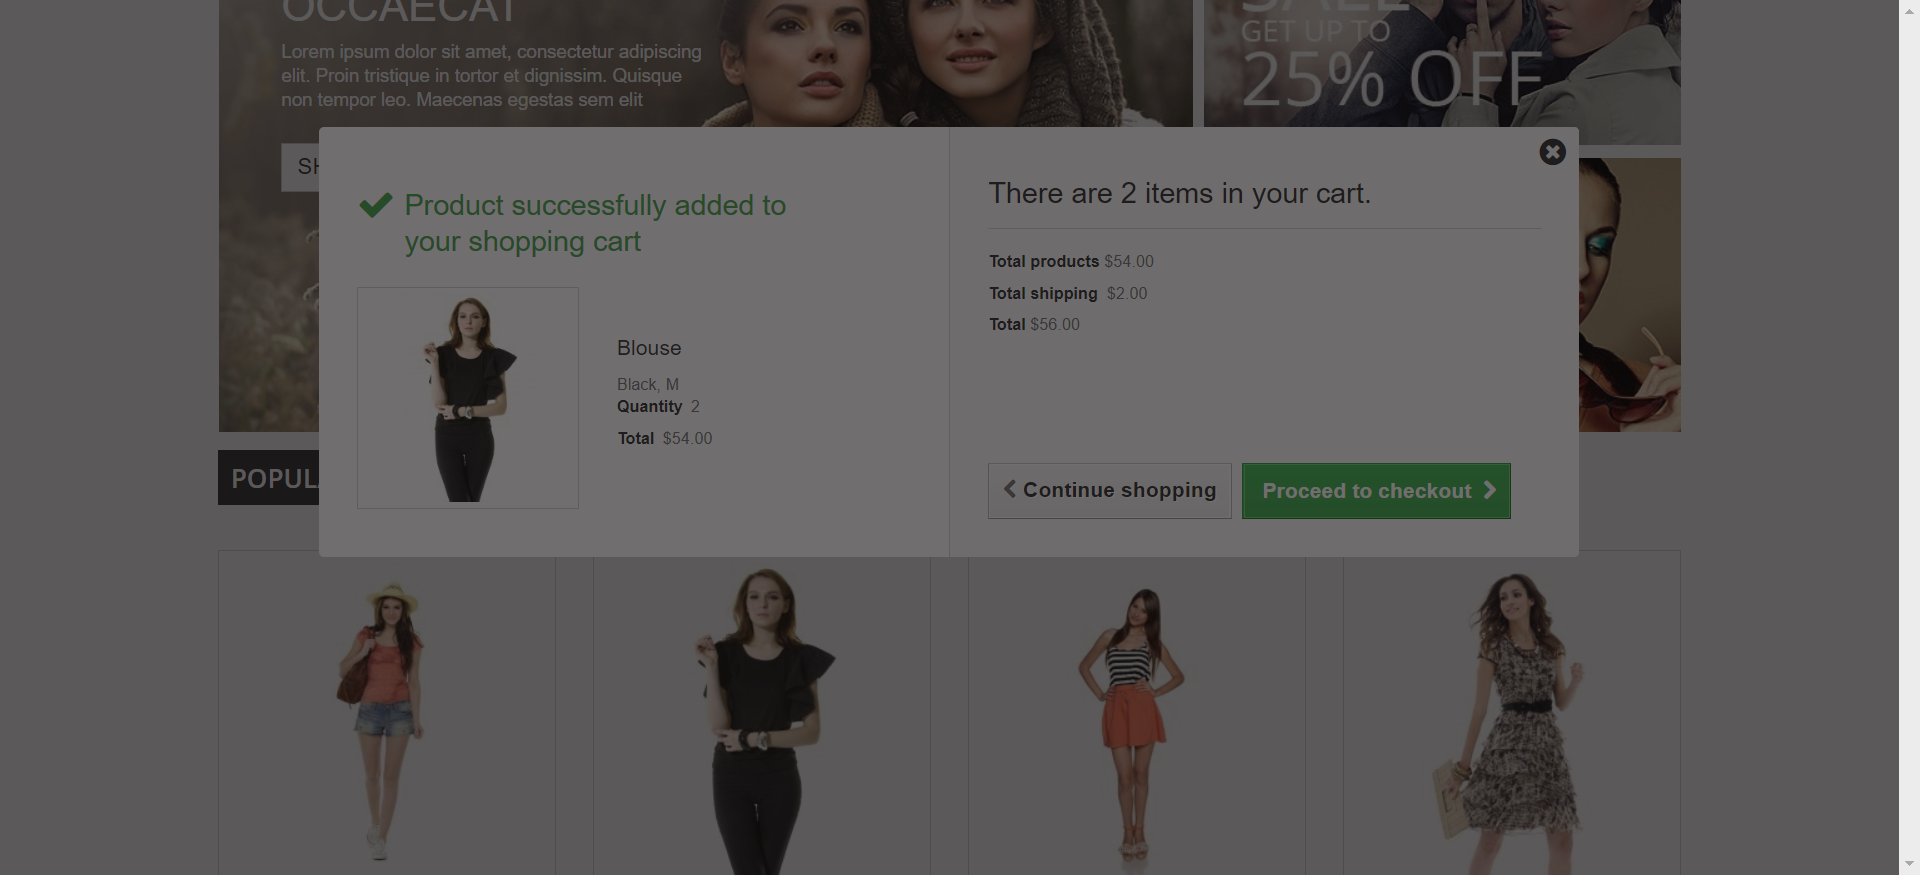 OCCAECAT
Lorem ipsum dolor sit amet, consectetur adipiscing
elit. Proin tristique in tortor et dignissim. Quisque
non tempor leo. Maecenas egestas sem elit
SH
SALE
GET UP TO
25% OFF
Product successfully added to
your shopping cart
Blouse
Black, M
Quantity 2
Total $54.00
There are 2 items in your cart.
Total products $54.00
Total shipping $2.00
Total $56.00
Continue shopping
Proceed to checkout
POPUL